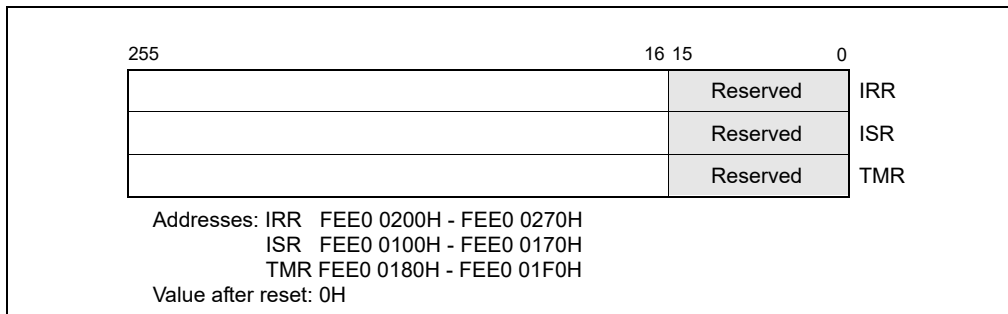 255 16 15 0
Reserved IRR
Reserved ISR
Reserved TMR
Addresses: IRR FEE0 0200H - FEE0 0270H
ISR FEE0 0100H - FEE0 0170H
TMR FEE0 0180H - FEE0 01F0H
Value after reset: 0H